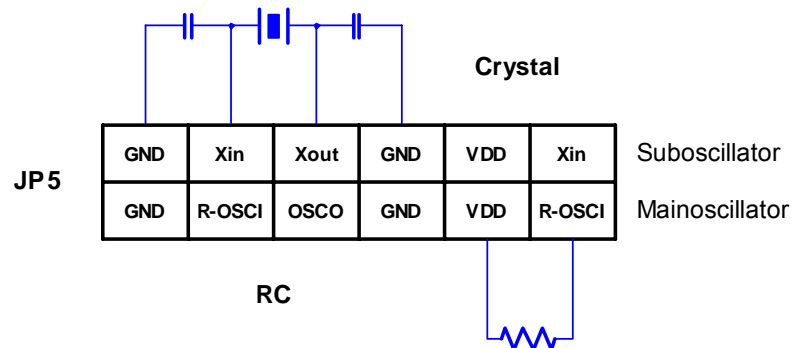 Crystal
GND Xin Xout GND VDD Xin Suboscillator
JP5
GND R-OSCI OSCO GND VDD R-OSCI Mainoscillator
RC